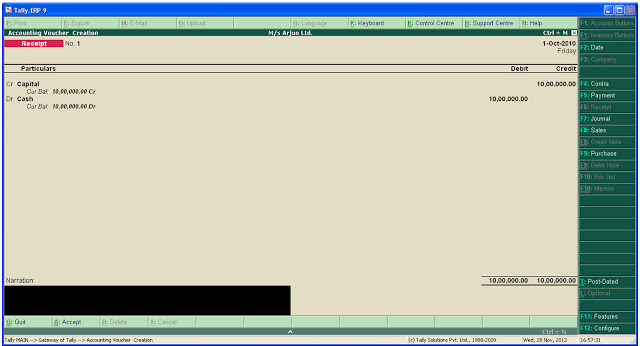 Tally.ERP 9
P: Print E: Export M: E-Mail O: Upload G: Language K: Keyboard K: Control Centre H: Support Centre H: Help
Accounting Voucher Creation M/s Arjun Ltd. Ctrl + M
Receipt No. 1 1-Oct-2010
Friday
Particulars Debit Credit
Cr Capital 10,00,000.00
Cur Bal: 10,00,000.00 Cr
Dr Cash 10,00,000.00
Cur Bal: 10,00,000.00 Dr
Narration: 10,00,000.00 10,00,000.00
Q: Quit A: Accept D: Delete X: Cancel
Ctrl + N
Tally MAIN --> Gateway of Tally --> Accounting Voucher Creation (c) Tally Solutions Pvt. Ltd., 1988-2009 Wed, 28 Nov, 2012 16:57:31
F1: Accounts Buttons
F1: Inventory Buttons
F2: Date
F3: Company
F4: Contra
F5: Payment
F6: Receipt
F7: Journal
F8: Sales
F8: Credit Note
F9: Purchase
F9: Debit Note
F10: Rev Jrnl
F10: Memos
T: Post-Dated
L: Optional
F11: Features
F12: Configure